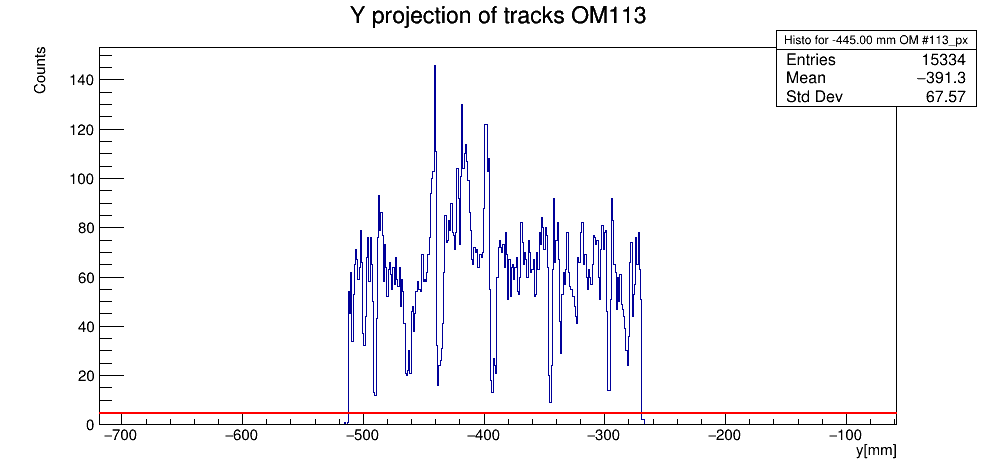 Y projection of tracks OM113
Histo for -445.00 mm OM #113_px
Entries 15334
Mean −391.3
Std Dev 67.57
Counts
140
120
100
80
60
40
20
0
−700 −600 −500 −400 −300 −200 −100
y[mm]